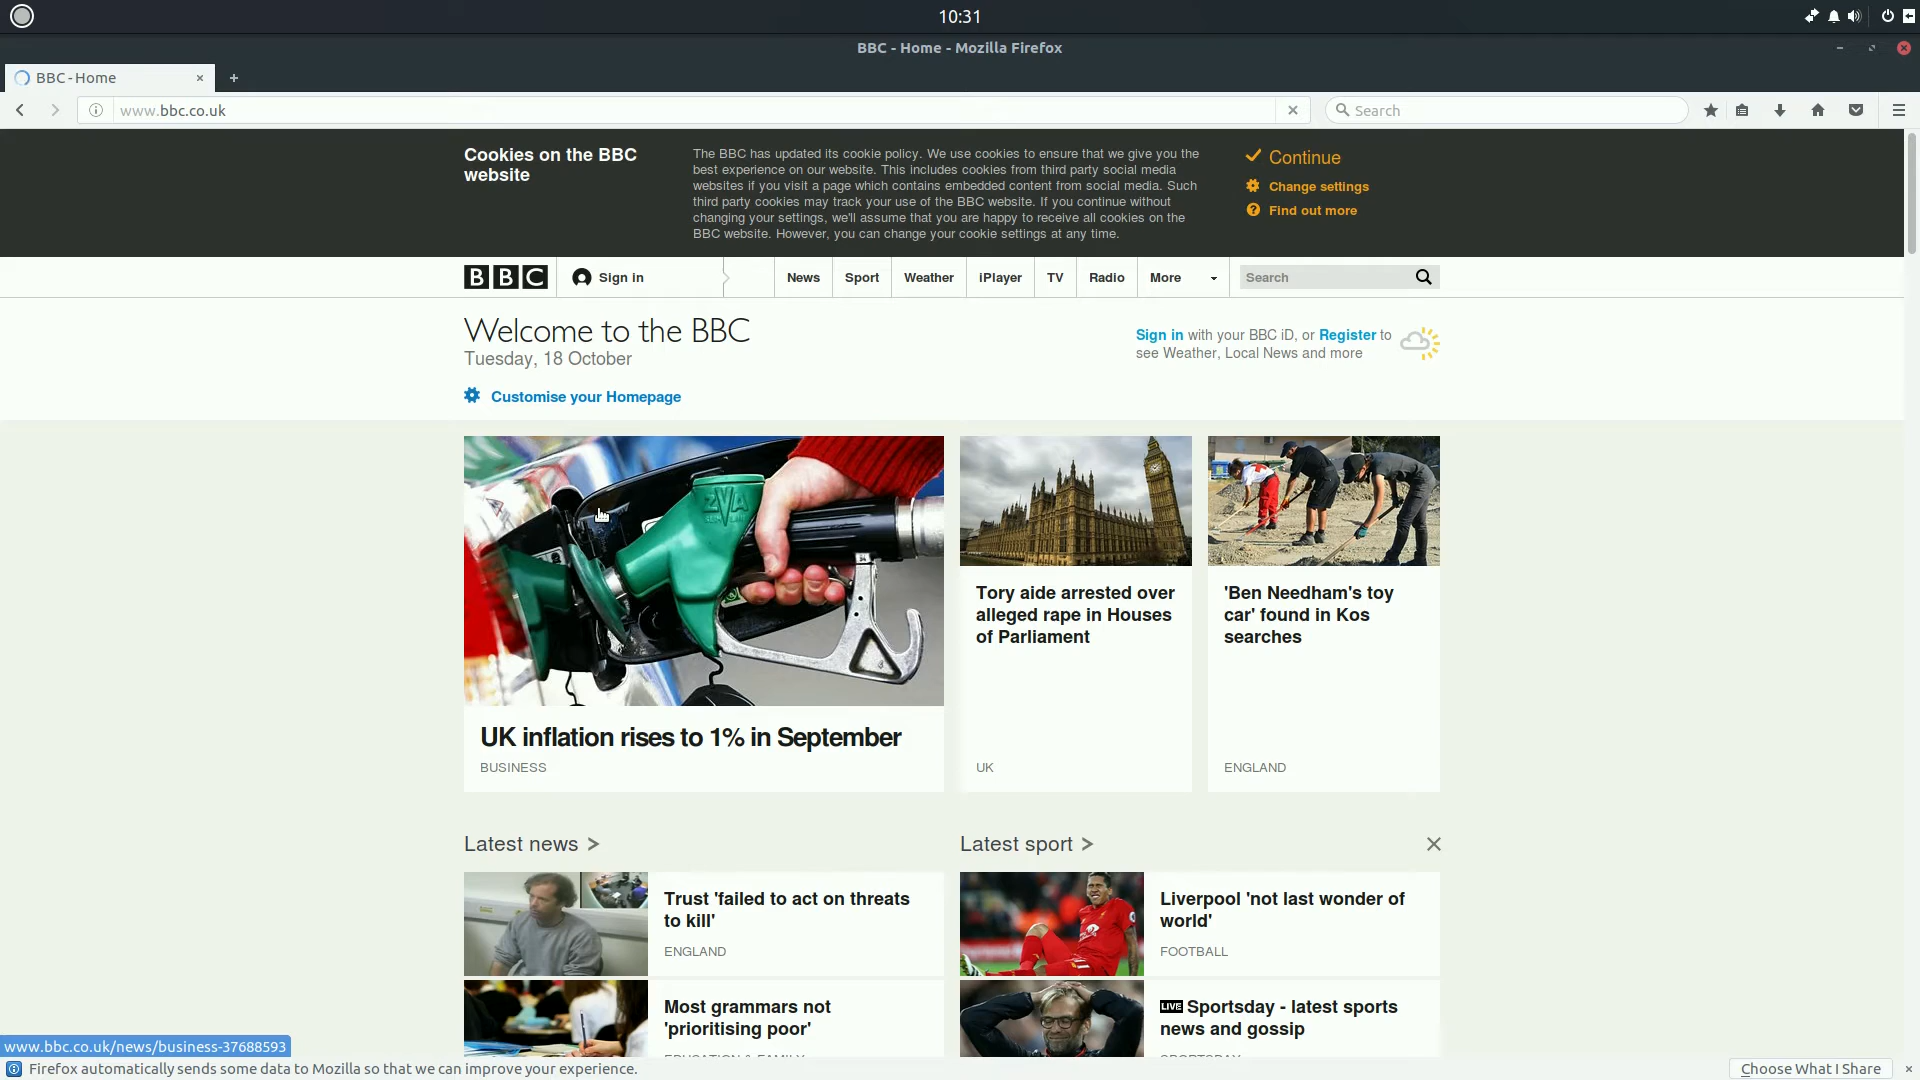 10:31
BBC - Home - Mozilla Firefox
BBC - Home
www.bbc.co.uk
Search
Cookies on the BBC
website
The BBC has updated its cookie policy. We use cookies to ensure that we give you the
best experience on our website. This includes cookies from third party social media
websites if you visit a page which contains embedded content from social media. Such
third party cookies may track your use of the BBC website. If you continue without
changing your settings, we'll assume that you are happy to receive all cookies on the
BBC website. However, you can change your cookie settings at any time.
Continue
Change settings
Find out more
BBC
Sign in
News
Sport
Weather
iPlayer
TV
Radio
More
Search
Welcome to the BBC
Tuesday, 18 October
Sign in with your BBC iD, or Register to
see Weather, Local News and more
Customise your Homepage
ZVA
UK inflation rises to 1% in September
BUSINESS
Tory aide arrested over
alleged rape in Houses
of Parliament
UK
'Ben Needham's toy
car' found in Kos
searches
ENGLAND
Latest news
Latest sport
Trust 'failed to act on threats
to kill'
ENGLAND
Liverpool 'not last wonder of
world'
FOOTBALL
Most grammars not
'prioritising poor'
EDUCATION & FAMILY
LIVE Sportsday - latest sports
news and gossip
SPORTSDAY
www.bbc.co.uk/news/business-37688593
Firefox automatically sends some data to Mozilla so that we can improve your experience.
Choose What I Share